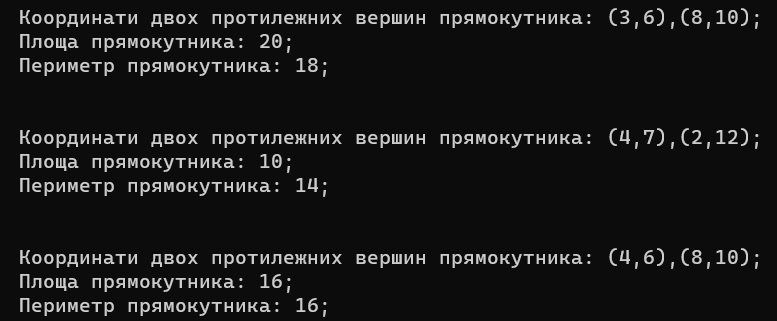 Координати двох протилежних вершин прямокутника: (3,6),(8,10);
Площа прямокутника: 20;
Периметр прямокутника: 18;
Координати двох протилежних вершин прямокутника: (4,7),(2,12);
Площа прямокутника: 10;
Периметр прямокутника: 14;
Координати двох протилежних вершин прямокутника: (4,6),(8,10);
Площа прямокутника: 16;
Периметр прямокутника: 16;